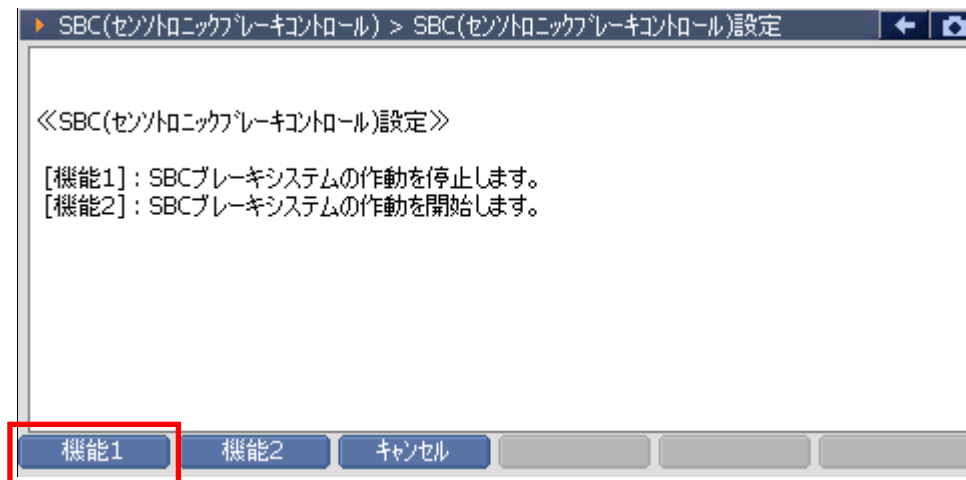 SBC(ｾﾝｿﾄﾛﾆｯｸﾌﾞﾚｰｷｺﾝﾄﾛｰﾙ) > SBC(ｾﾝｿﾄﾛﾆｯｸﾌﾞﾚｰｷｺﾝﾄﾛｰﾙ)設定
≪SBC(ｾﾝｿﾄﾛﾆｯｸﾌﾞﾚｰｷｺﾝﾄﾛｰﾙ)設定≫
[機能1] : SBCブレーキシステムの作動を停止します。
[機能2] : SBCブレーキシステムの作動を開始します。
機能1 機能2 ｷｬﾝｾﾙ